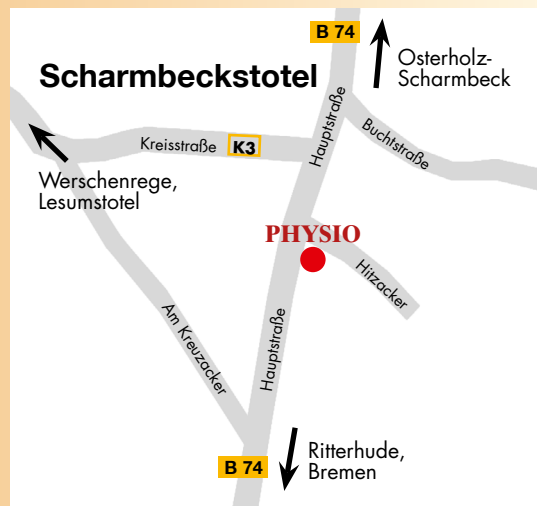 B 74
Osterholz-
Scharmbeck
Scharmbeckstotel
Hauptstraße
Buchtstraße
Kreisstraße
K3
Werschenrege,
Lesumstotel
PHYSIO
Hitzacker
Am Kreuzacker
Hauptstraße
Ritterhude,
Bremen
B 74